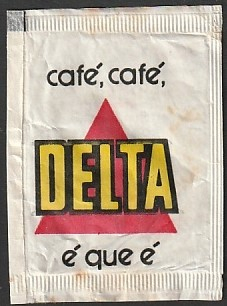 café, café,
DELTA
é que é